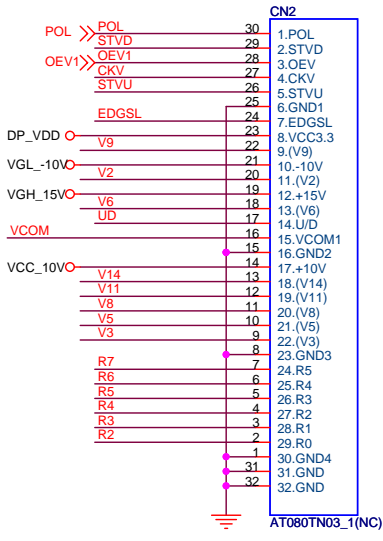 CN2
POL POL 30 1.POL
STVD 29 2.STVD
OEV1 OEV1 28 3.OEV
CKV 27 4.CKV
STVU 26 5.STVU
25 6.GND1
EDGSL 24 7.EDGSL
DP_VDD 23 8.VCC3.3
V9 22 9.(V9)
VGL_-10V 21 10.-10V
V2 20 11.(V2)
VGH_15V 19 12.+15V
V6 18 13.(V6)
UD 17 14.U/D
VCOM 16 15.VCOM1
15 16.GND2
VCC_10V 14 17.+10V
V14 13 18.(V14)
V11 12 19.(V11)
V8 11 20.(V8)
V5 10 21.(V5)
V3 9 22.(V3)
8 23.GND3
R7 7 24.R5
R6 6 25.R4
R5 5 26.R3
R4 4 27.R2
R3 3 28.R1
R2 2 29.R0
1 30.GND4
31 31.GND
32 32.GND
AT080TN03_1(NC)